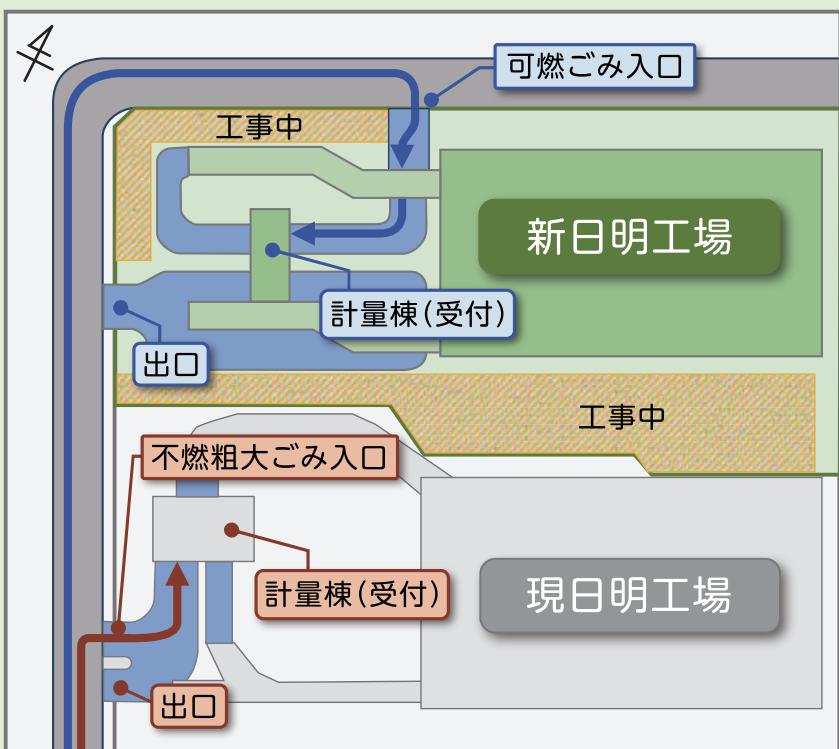 可燃ごみ入口
工事中
新日明工場
計量棟(受付)
出口
工事中
不燃粗大ごみ入口
計量棟(受付)
現日明工場
出口